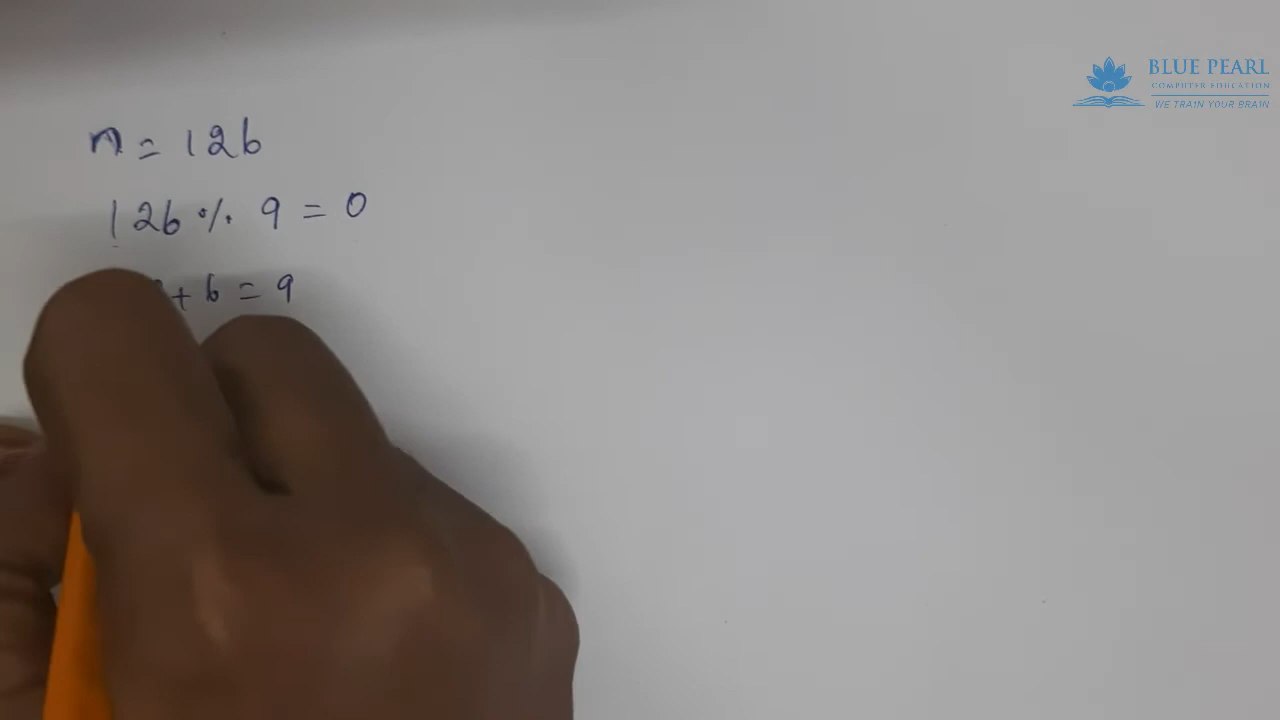 BLUE PEARL
COMPUTER EDUCATION
WE TRAIN YOUR BRAIN
n = 126
126 % 9 = 0
+ 6 = 9